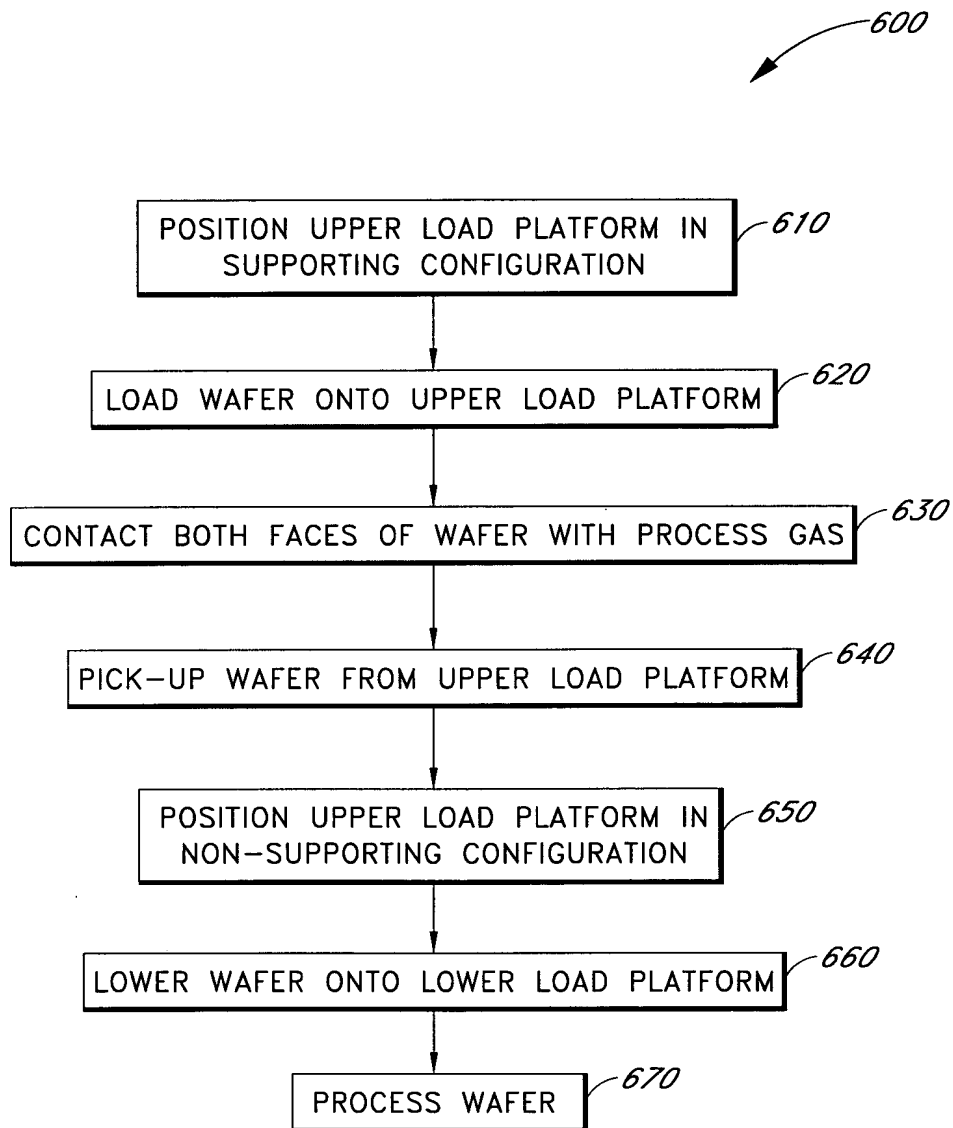 600
POSITION UPPER LOAD PLATFORM IN
SUPPORTING CONFIGURATION
610
LOAD WAFER ONTO UPPER LOAD PLATFORM
620
CONTACT BOTH FACES OF WAFER WITH PROCESS GAS
630
PICK-UP WAFER FROM UPPER LOAD PLATFORM
640
POSITION UPPER LOAD PLATFORM IN
NON-SUPPORTING CONFIGURATION
650
LOWER WAFER ONTO LOWER LOAD PLATFORM
660
PROCESS WAFER
670